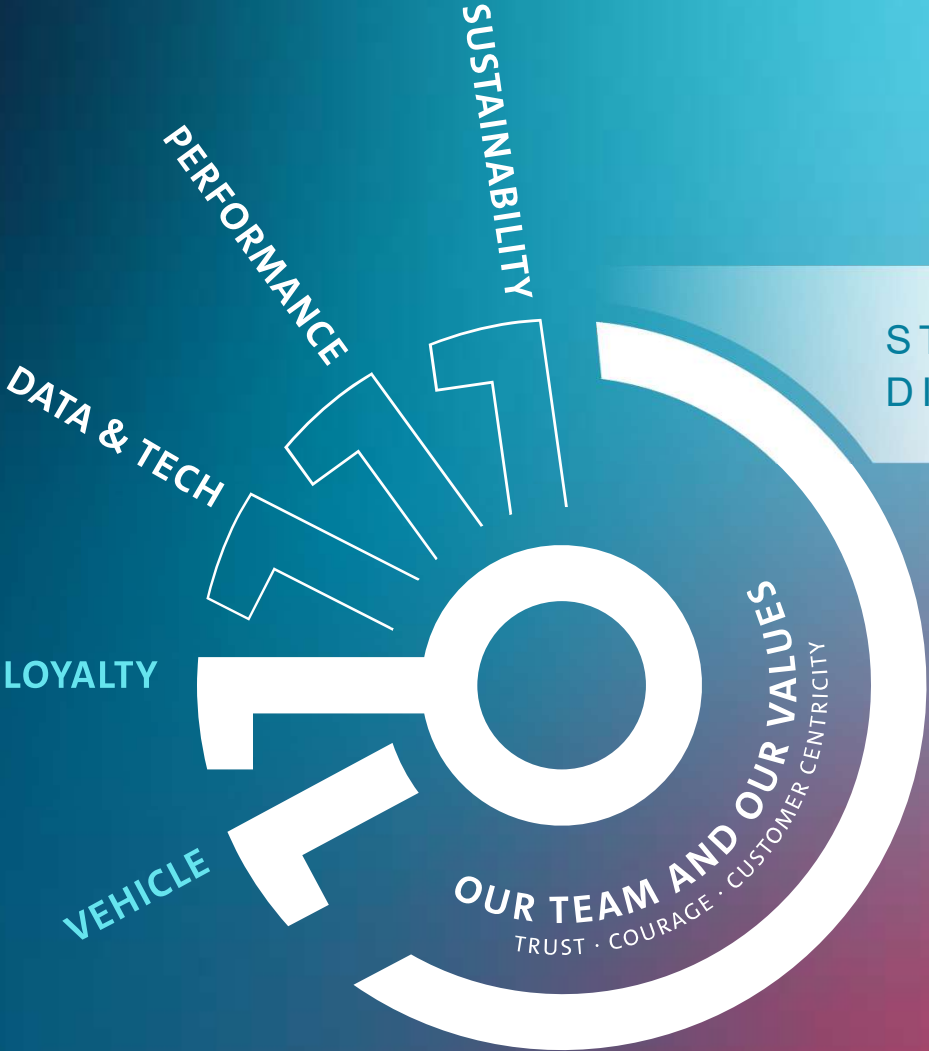 SUSTAINABILITY
PERFORMANCE
DATA & TECH
LOYALTY
VEHICLE
OUR TEAM AND OUR VALUES
TRUST · COURAGE · CUSTOMER CENTRICITY